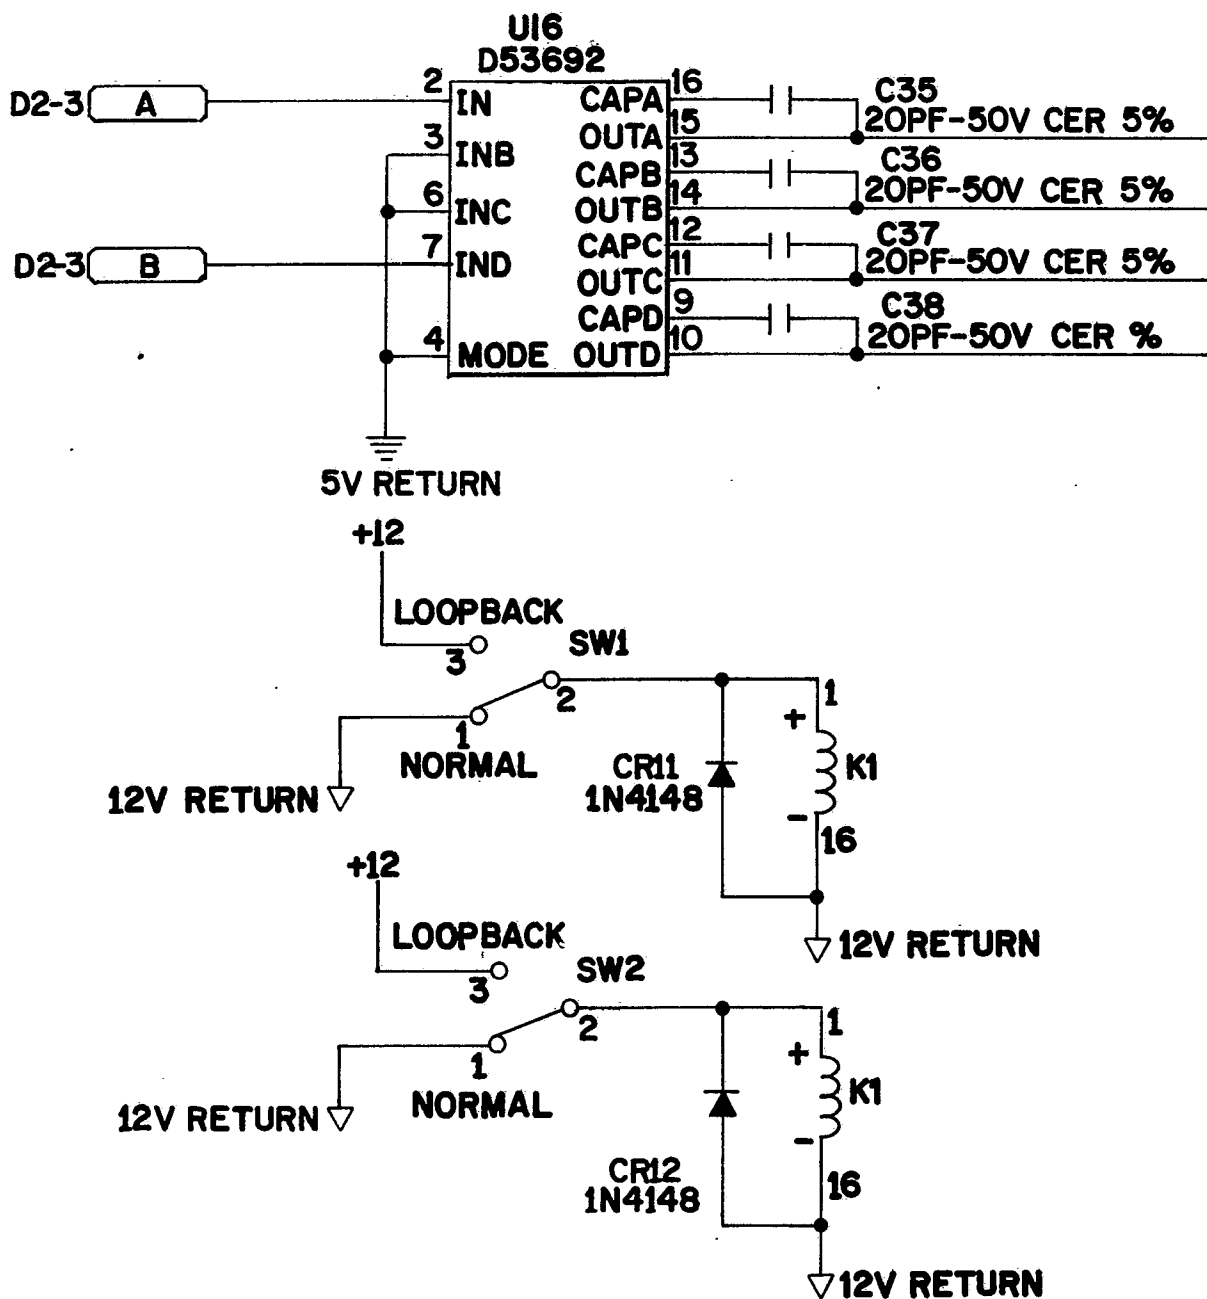 U16
D53692
D2-3 A
2
IN
CAPA
16
C35
20PF-50V CER 5%
OUTA
15
3
INB
CAPB
13
C36
20PF-50V CER 5%
OUTB
14
6
INC
CAPC
12
C37
20PF-50V CER 5%
D2-3 B
7
IND
OUTC
11
CAPD
9
C38
20PF-50V CER %
4
MODE
OUTD
10
5V RETURN
+12
LOOPBACK
3
SW1
2
1
NORMAL
12V RETURN
CR11
1N4148
1
+
K1
-
16
12V RETURN
+12
LOOPBACK
3
SW2
2
1
NORMAL
12V RETURN
CR12
1N4148
1
+
K1
-
16
12V RETURN